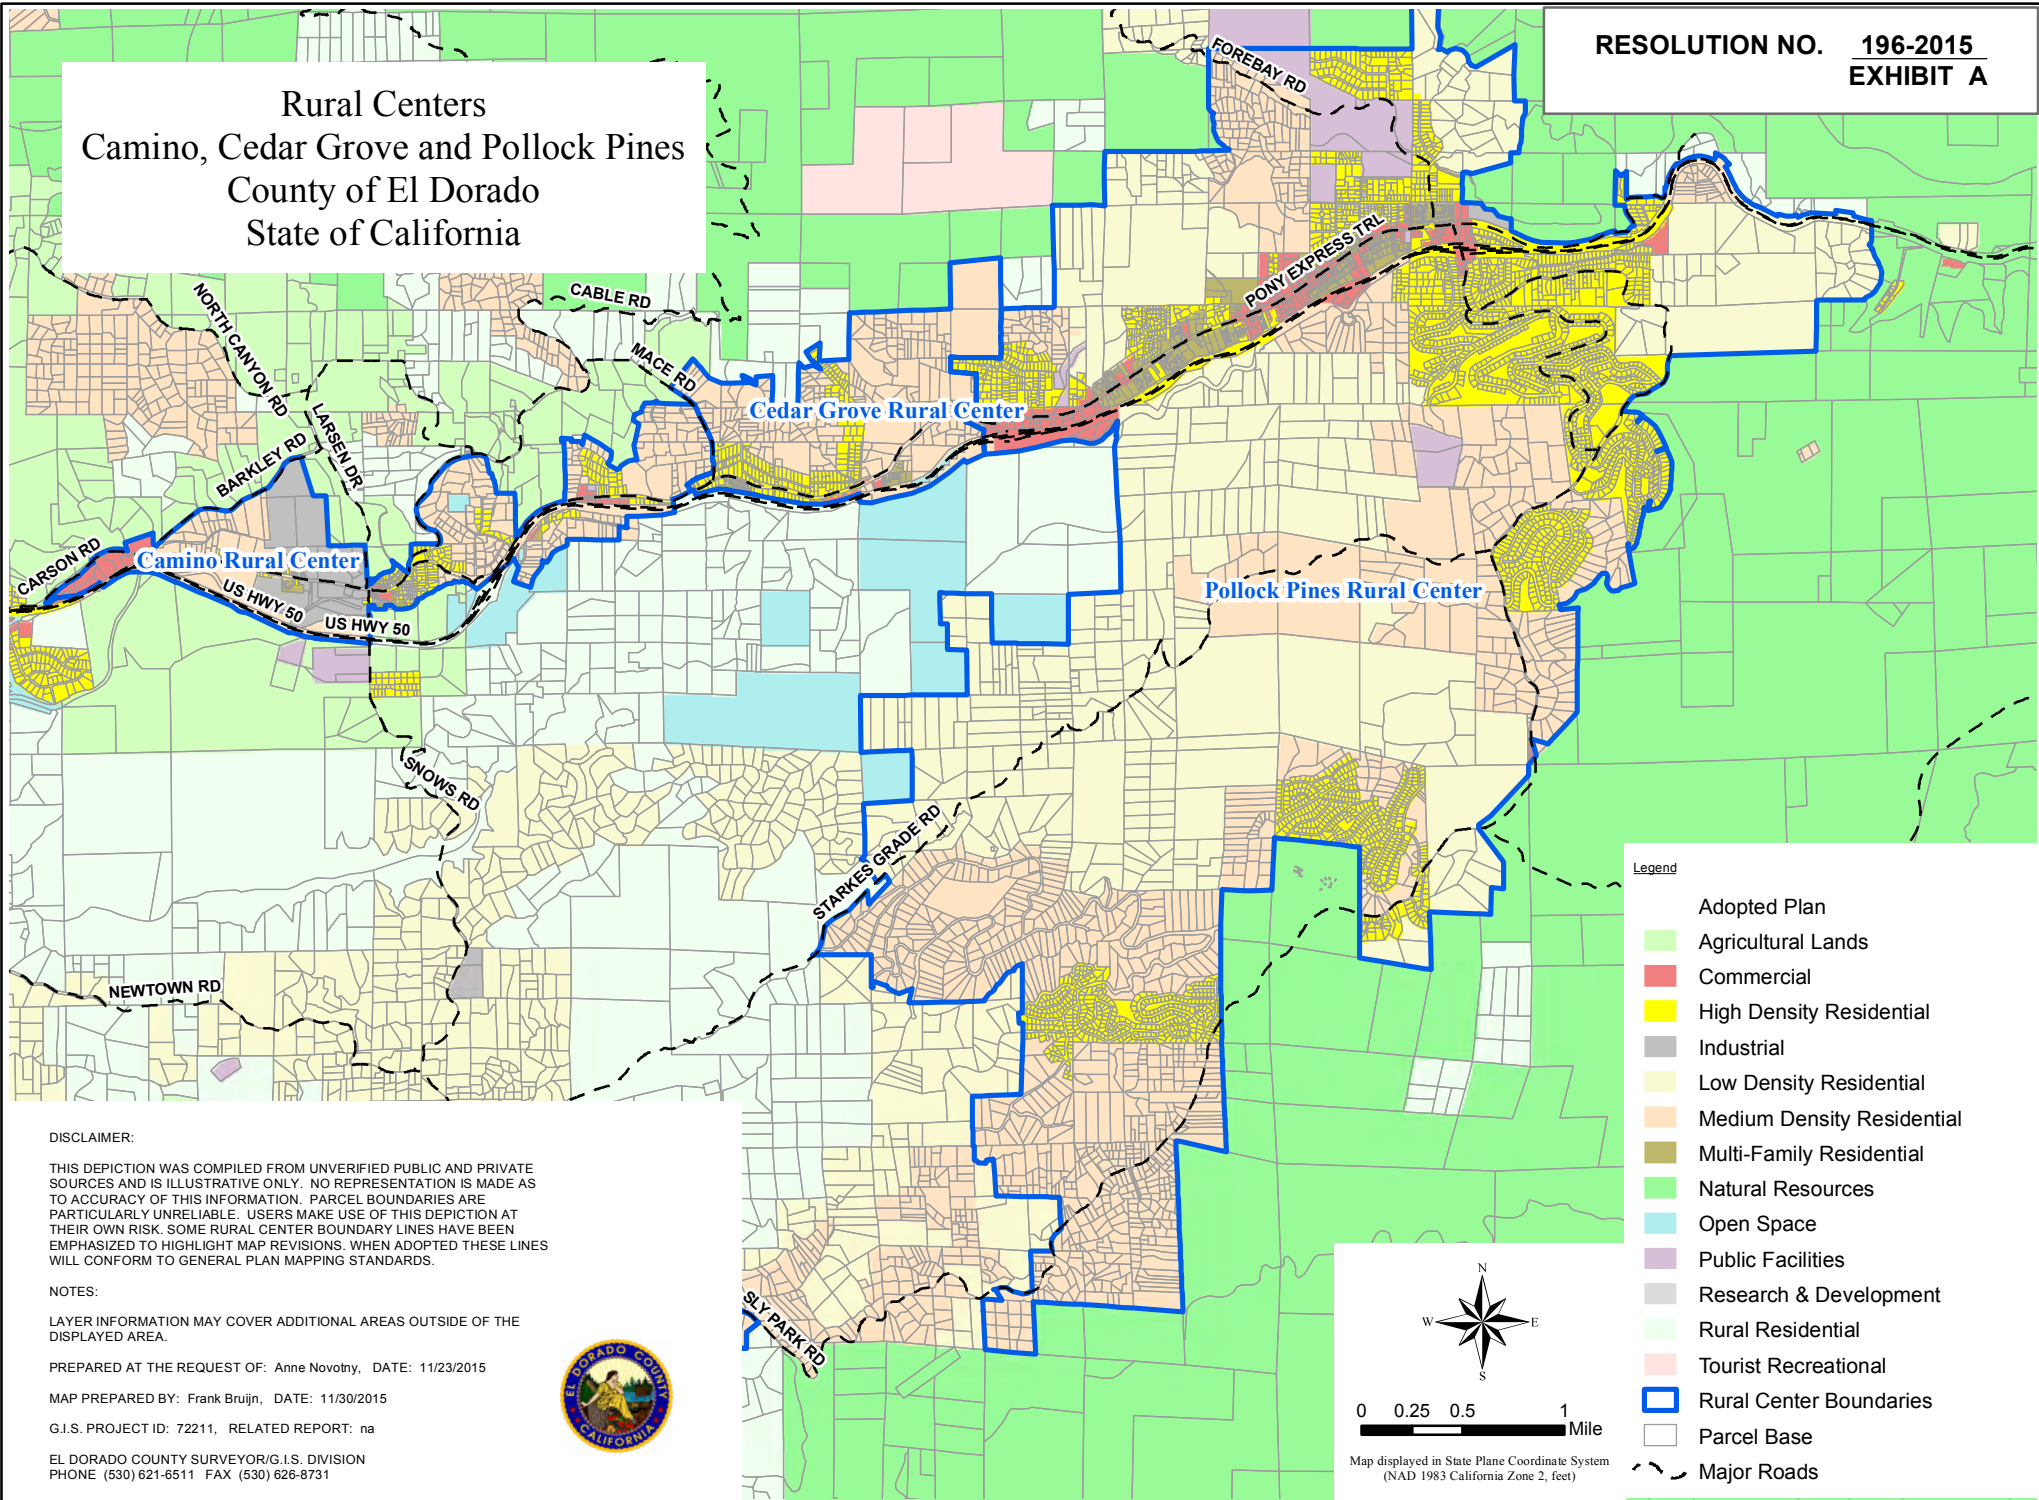 RESOLUTION NO. 196-2015
EXHIBIT A
Rural Centers
Camino, Cedar Grove and Pollock Pines
County of El Dorado
State of California
FOREBAY RD
PONY EXPRESS TRL
NORTH CANYON RD
CABLE RD
MACE RD
LARSEN DR
BARKLEY RD
CARSON RD
Cedar Grove Rural Center
Camino Rural Center
US HWY 50
US HWY 50
Pollock Pines Rural Center
SNOWS RD
STARKES GRADE RD
NEWTOWN RD
SLY PARK RD
Legend
Adopted Plan
Agricultural Lands
Commercial
High Density Residential
Industrial
Low Density Residential
Medium Density Residential
Multi-Family Residential
Natural Resources
Open Space
Public Facilities
Research & Development
Rural Residential
Tourist Recreational
Rural Center Boundaries
Parcel Base
Major Roads
DISCLAIMER:
THIS DEPICTION WAS COMPILED FROM UNVERIFIED PUBLIC AND PRIVATE
SOURCES AND IS ILLUSTRATIVE ONLY. NO REPRESENTATION IS MADE AS
TO ACCURACY OF THIS INFORMATION. PARCEL BOUNDARIES ARE
PARTICULARLY UNRELIABLE. USERS MAKE USE OF THIS DEPICTION AT
THEIR OWN RISK. SOME RURAL CENTER BOUNDARY LINES HAVE BEEN
EMPHASIZED TO HIGHLIGHT MAP REVISIONS. WHEN ADOPTED THESE LINES
WILL CONFORM TO GENERAL PLAN MAPPING STANDARDS.
NOTES:
LAYER INFORMATION MAY COVER ADDITIONAL AREAS OUTSIDE OF THE
DISPLAYED AREA.
PREPARED AT THE REQUEST OF: Anne Novotny, DATE: 11/23/2015
MAP PREPARED BY: Frank Bruijn, DATE: 11/30/2015
G.I.S. PROJECT ID: 72211, RELATED REPORT: na
EL DORADO COUNTY SURVEYOR/G.I.S. DIVISION
PHONE (530) 621-6511 FAX (530) 626-8731
EL DORADO COUNTY
CALIFORNIA
N
W E
S
0 0.25 0.5 1
Mile
Map displayed in State Plane Coordinate System
(NAD 1983 California Zone 2, feet)